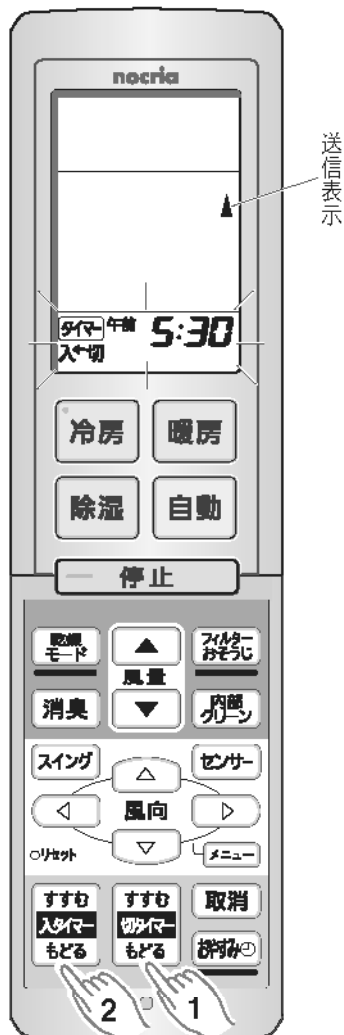 nocria
送信表示
タイマー 午前 5:30
入←切
冷房 暖房
除湿 自動
停止
乾燥モード ▲ フィルターおそうじ
風量
消臭 ▼ 内部クリーン
スイング △ センサー
◁ 風向 ▷
○リセット ▽ メニュー
すすむ すすむ 取消
入タイマー 切タイマー
もどる もどる おやすみ
2 1